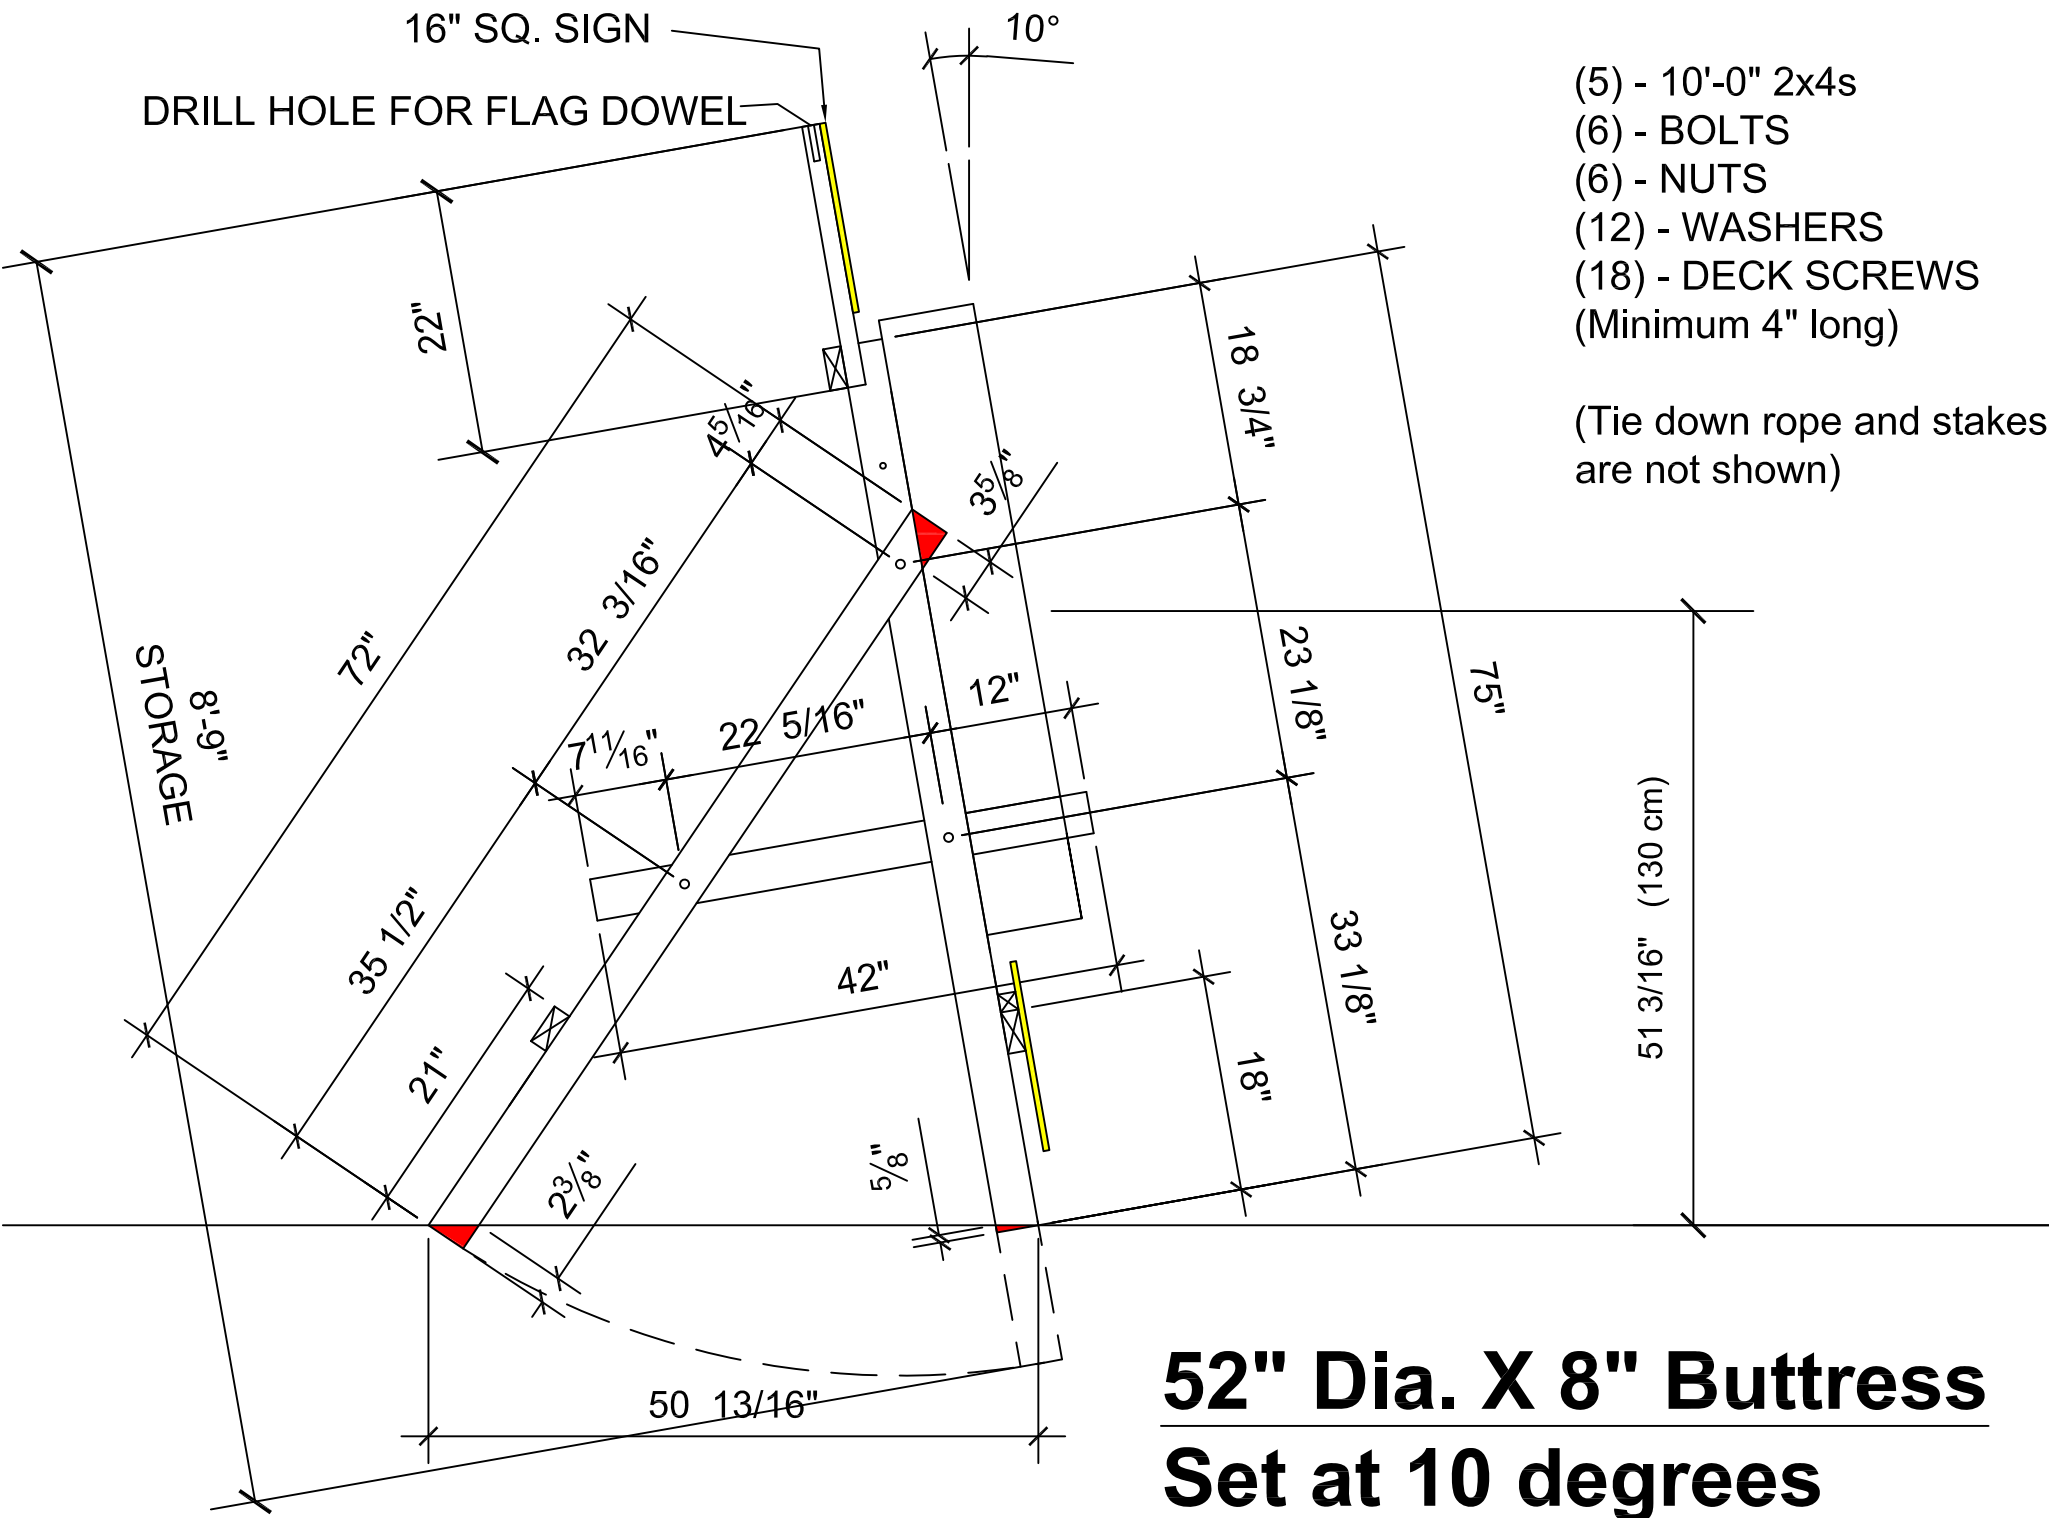 16" SQ. SIGN
10°
DRILL HOLE FOR FLAG DOWEL
(5) - 10'-0" 2x4s
(6) - BOLTS
(6) - NUTS
(12) - WASHERS
(18) - DECK SCREWS
(Minimum 4" long)
(Tie down rope and stakes
are not shown)
22"
18 3/4"
4 5/16"
3 5/8"
72"
32 3/16"
8'-9"
STORAGE
7 11/16"
22 5/16"
12"
23 1/8"
75"
51 3/16" (130 cm)
35 1/2"
42"
33 1/8"
21"
18"
5/8"
2 3/8"
50 13/16"
52" Dia. X 8" Buttress
Set at 10 degrees